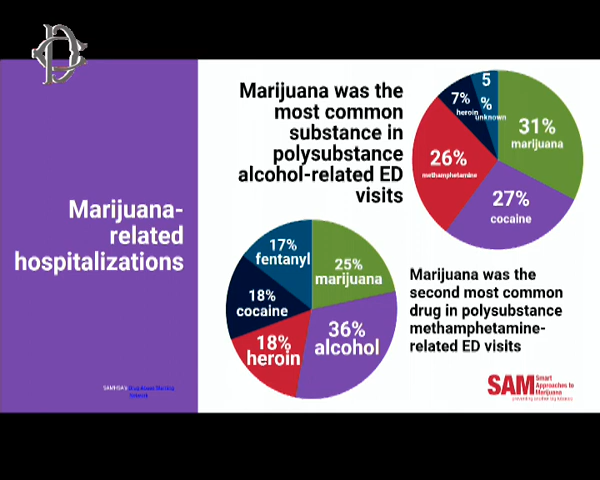 Marijuana was the
most common
substance in
polysubstance
alcohol-related ED
visits
5
%
unknown
7%
heroin
31%
marijuana
26%
methamphetamine
27%
cocaine
Marijuana-
related
hospitalizations
17%
fentanyl
25%
marijuana
18%
cocaine
36%
alcohol
18%
heroin
Marijuana was the
second most common
drug in polysubstance
methamphetamine-
related ED visits
SAM
Smart
Approaches to
Marijuana